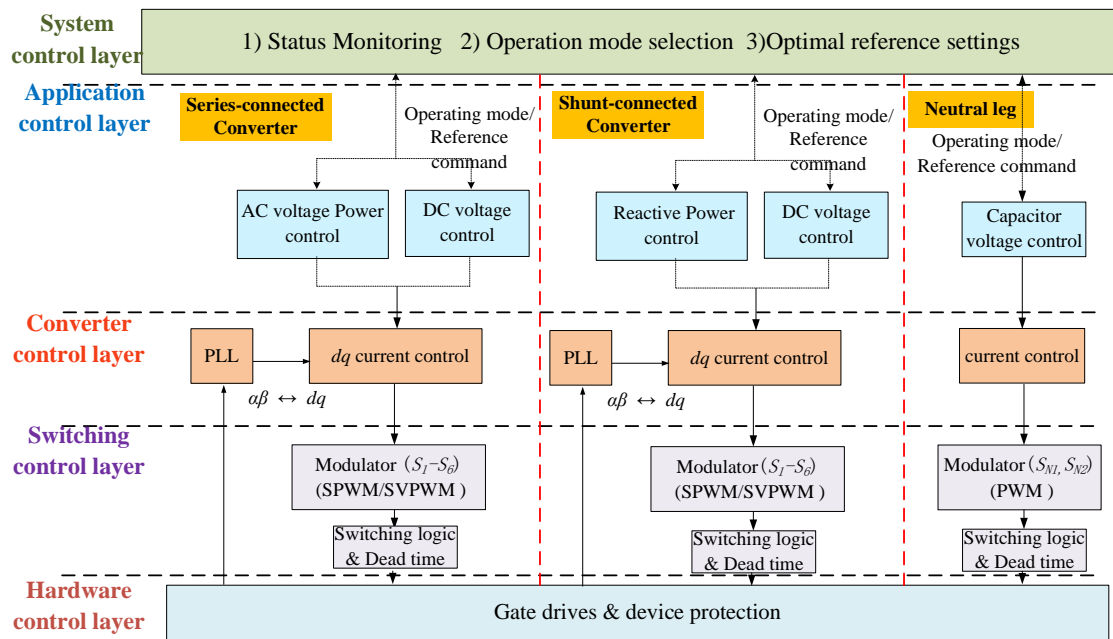 System
control layer
1) Status Monitoring 2) Operation mode selection 3)Optimal reference settings
Application
control layer
Series-connected
Converter
Operating mode/
Reference
command
Shunt-connected
Converter
Operating mode/
Reference
command
Neutral leg
Operating mode/
Reference command
AC voltage Power
control
DC voltage
control
Reactive Power
control
DC voltage
control
Capacitor
voltage control
Converter
control layer
PLL
dq current control
αβ ↔ dq
PLL
dq current control
αβ ↔ dq
current control
Switching
control layer
Modulator (S1-S6)
(SPWM/SVPWM )
Switching logic
& Dead time
Modulator (S1-S6)
(SPWM/SVPWM )
Switching logic
& Dead time
Modulator (SN1, SN2)
(PWM )
Switching logic
& Dead time
Hardware
control layer
Gate drives & device protection